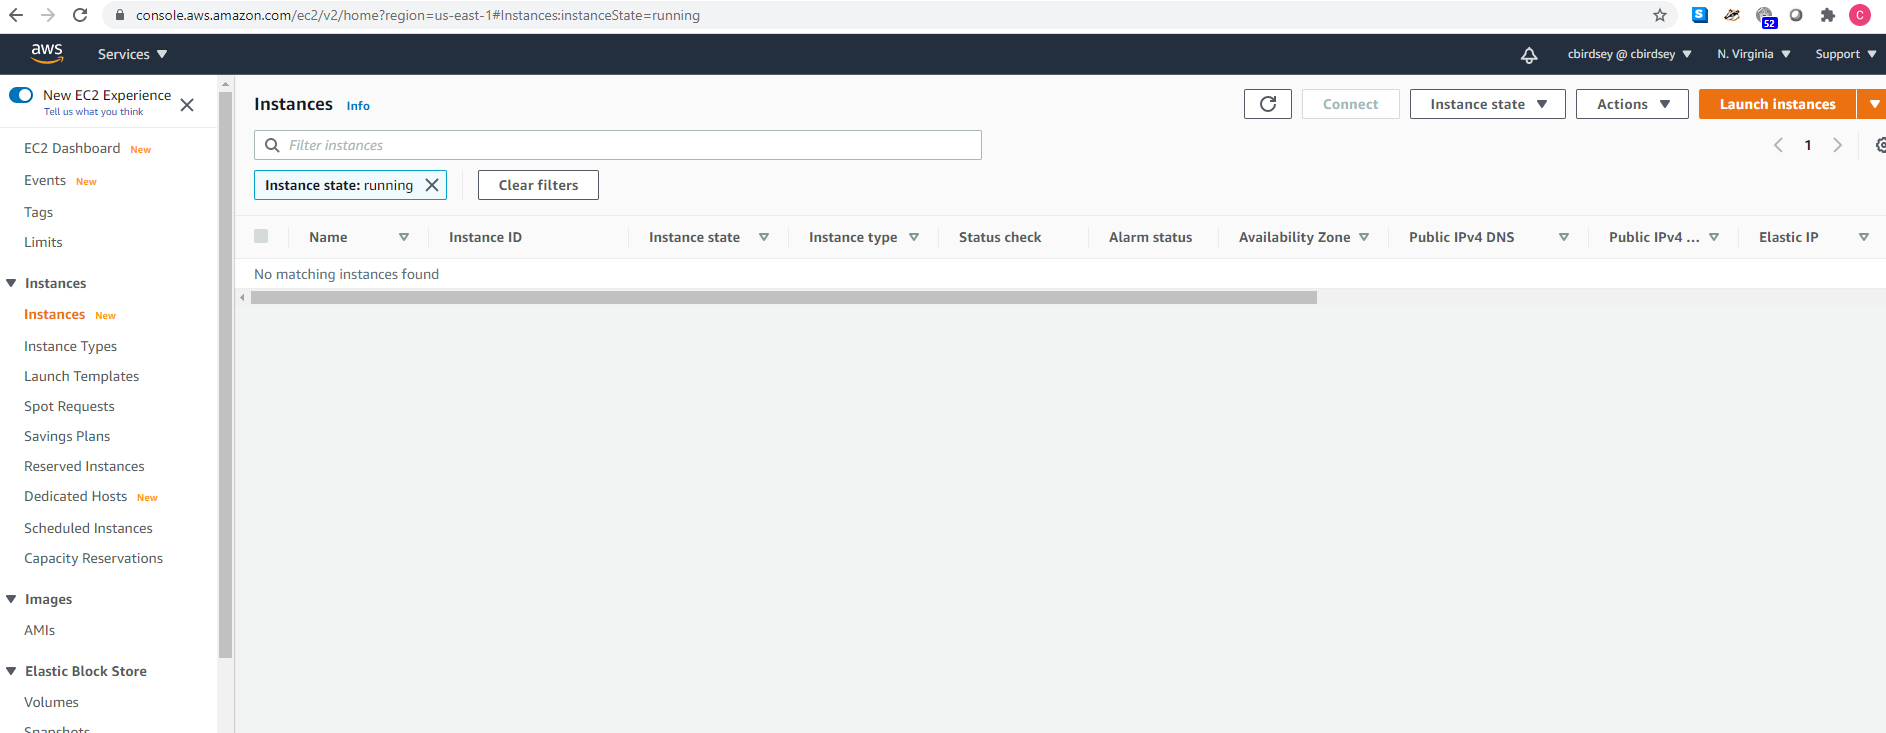 console.aws.amazon.com/ec2/v2/home?region=us-east-1#Instances:instanceState=running
S
52
C
aws
Services
cbirdsey @ cbirdsey
N. Virginia
Support
New EC2 Experience
Tell us what you think
EC2 Dashboard New
Events New
Tags
Limits
Instances
Instances New
Instance Types
Launch Templates
Spot Requests
Savings Plans
Reserved Instances
Dedicated Hosts New
Scheduled Instances
Capacity Reservations
Images
AMIs
Elastic Block Store
Volumes
Snapshots
Instances Info
Connect
Instance state
Actions
Launch instances
Filter instances
1
Instance state: running
Clear filters
Name Instance ID Instance state Instance type Status check Alarm status Availability Zone Public IPv4 DNS Public IPv4 ... Elastic IP
No matching instances found